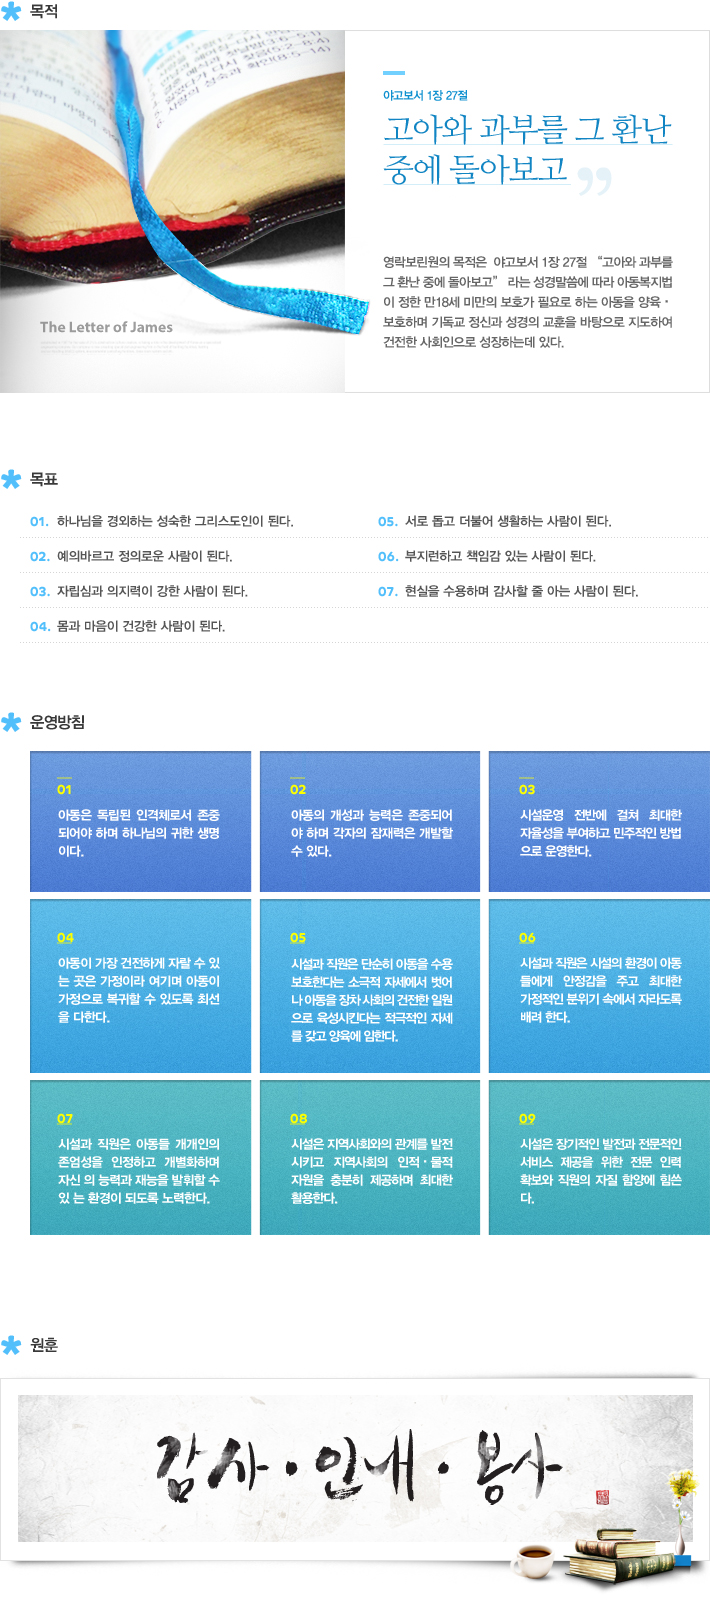 목적
야고보서 1장 27절
고아와 과부를 그 환난
중에 돌아보고 ”
영락보린원의 목적은 야고보서 1장 27절 “고아와 과부를
그 환난 중에 돌아보고” 라는 성경말씀에 따라 아동복지법
이 정한 만18세 미만의 보호가 필요로 하는 아동을 양육·
보호하며 기독교 정신과 성경의 교훈을 바탕으로 지도하여
건전한 사회인으로 성장하는데 있다.
The Letter of James
목표
01. 하나님을 경외하는 성숙한 그리스도인이 된다.
02. 예의바르고 정의로운 사람이 된다.
03. 자립심과 의지력이 강한 사람이 된다.
04. 몸과 마음이 건강한 사람이 된다.
05. 서로 돕고 더불어 생활하는 사람이 된다.
06. 부지런하고 책임감 있는 사람이 된다.
07. 현실을 수용하며 감사할 줄 아는 사람이 된다.
운영방침
01
아동은 독립된 인격체로서 존중
되어야 하며 하나님의 귀한 생명
이다.
02
아동의 개성과 능력은 존중되어
야 하며 각자의 잠재력은 개발할
수 있다.
03
시설운영 전반에 걸쳐 최대한
자율성을 부여하고 민주적인 방법
으로 운영한다.
04
아동이 가장 건전하게 자랄 수 있
는 곳은 가정이라 여기며 아동이
가정으로 복귀할 수 있도록 최선
을 다한다.
05
시설과 직원은 단순히 아동을 수용
보호한다는 소극적 자세에서 벗어
나 아동을 장차 사회의 건전한 일원
으로 육성시킨다는 적극적인 자세
를 갖고 양육에 임한다.
06
시설과 직원은 시설의 환경이 아동
들에게 안정감을 주고 최대한
가정적인 분위기 속에서 자라도록
배려 한다.
07
시설과 직원은 아동들 개개인의
존엄성을 인정하고 개별화하며
자신 의 능력과 재능을 발휘할 수
있 는 환경이 되도록 노력한다.
08
시설은 지역사회와의 관계를 발전
시키고 지역사회의 인적·물적
자원을 충분히 제공하며 최대한
활용한다.
09
시설은 장기적인 발전과 전문적인
서비스 제공을 위한 전문 인력
확보와 직원의 자질 함양에 힘쓴
다.
원훈
감사·인내·봉사